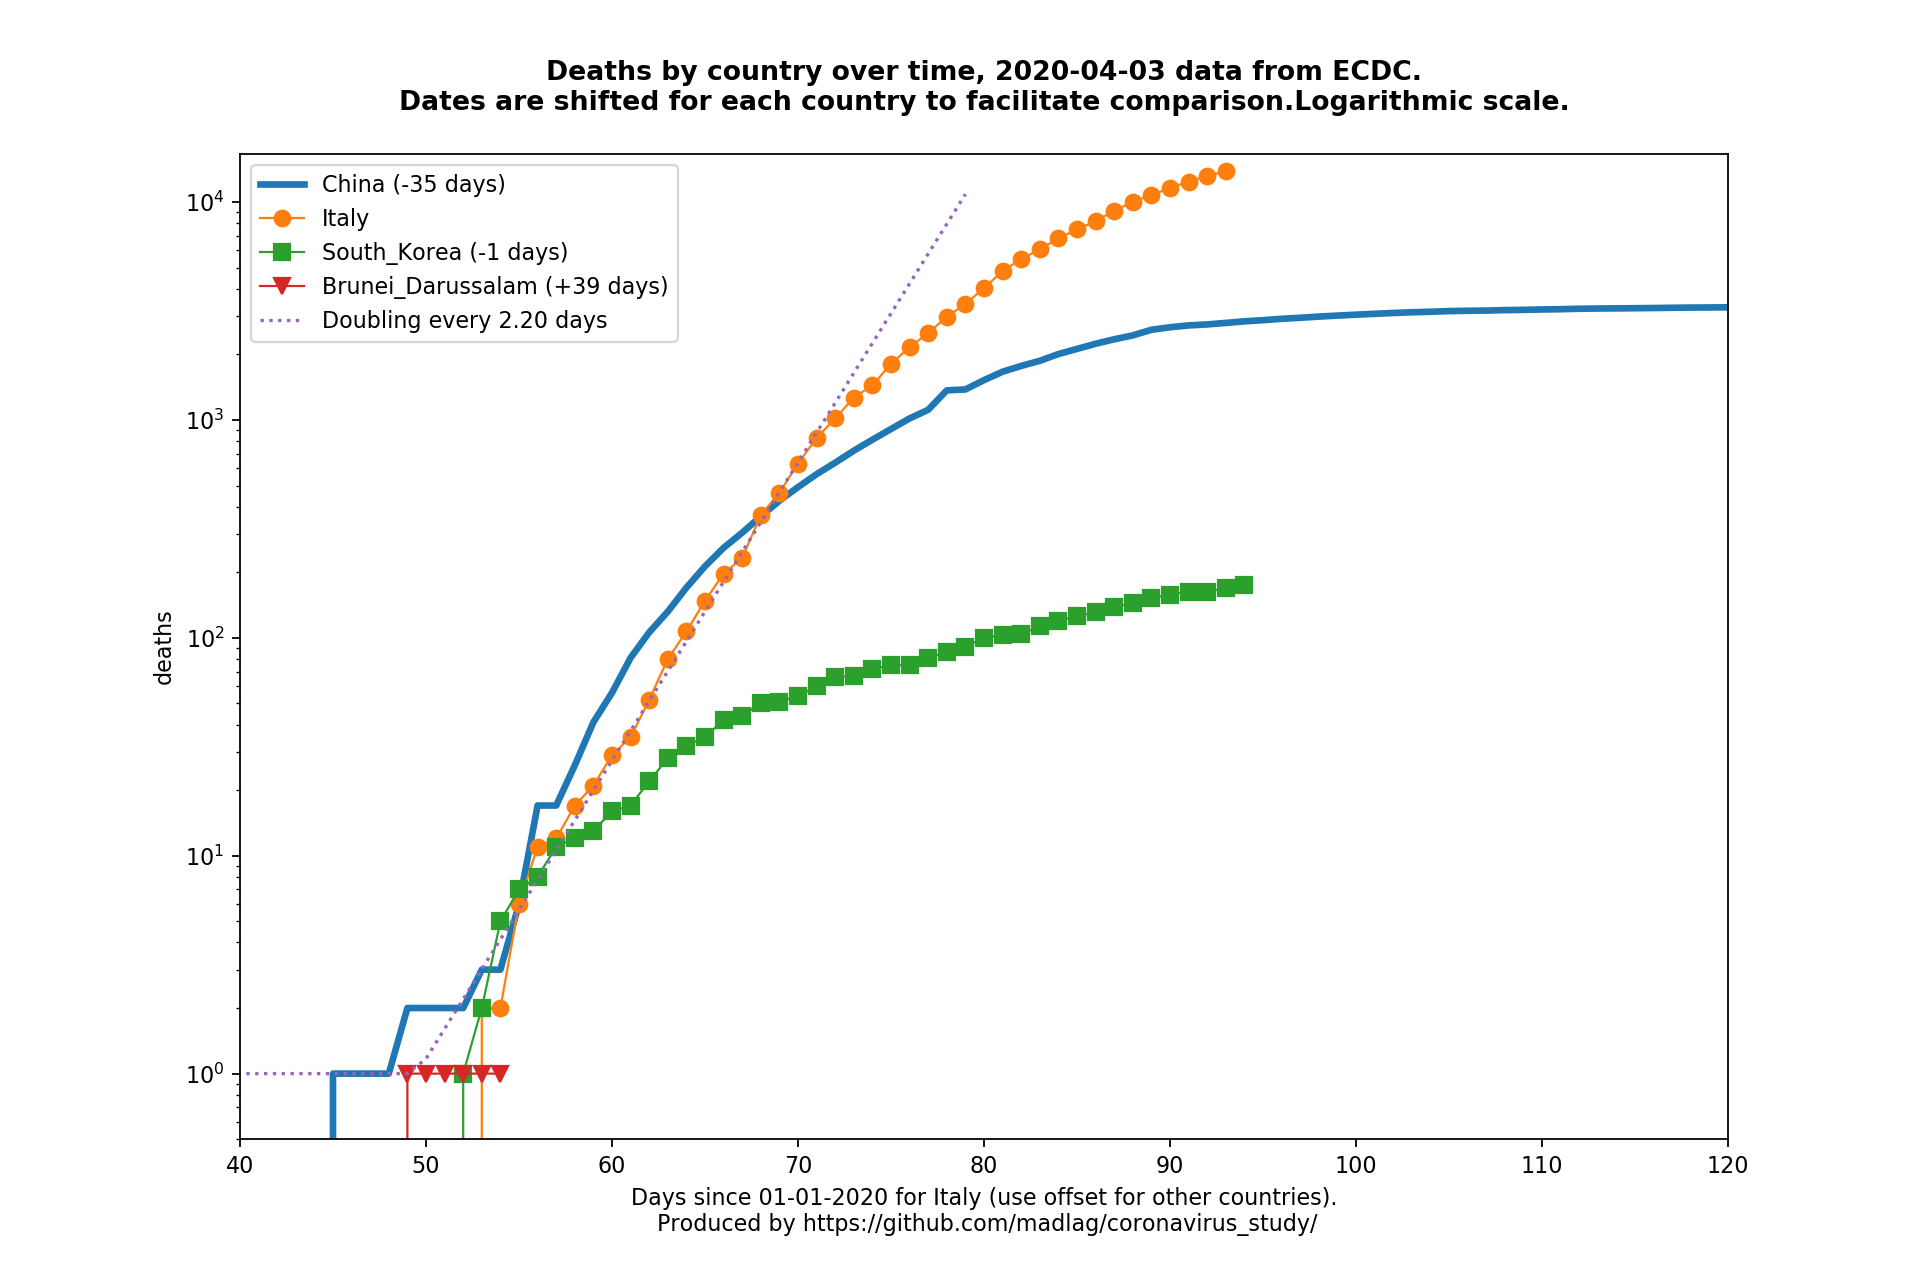 Deaths by country over time, 2020-04-03 data from ECDC.
Dates are shifted for each country to facilitate comparison.Logarithmic scale.
China (-35 days)
Italy
South_Korea (-1 days)
Brunei_Darussalam (+39 days)
Doubling every 2.20 days
deaths
10⁴
10³
10²
10¹
10⁰
40 50 60 70 80 90 100 110 120
Days since 01-01-2020 for Italy (use offset for other countries).
Produced by https://github.com/madlag/coronavirus_study/